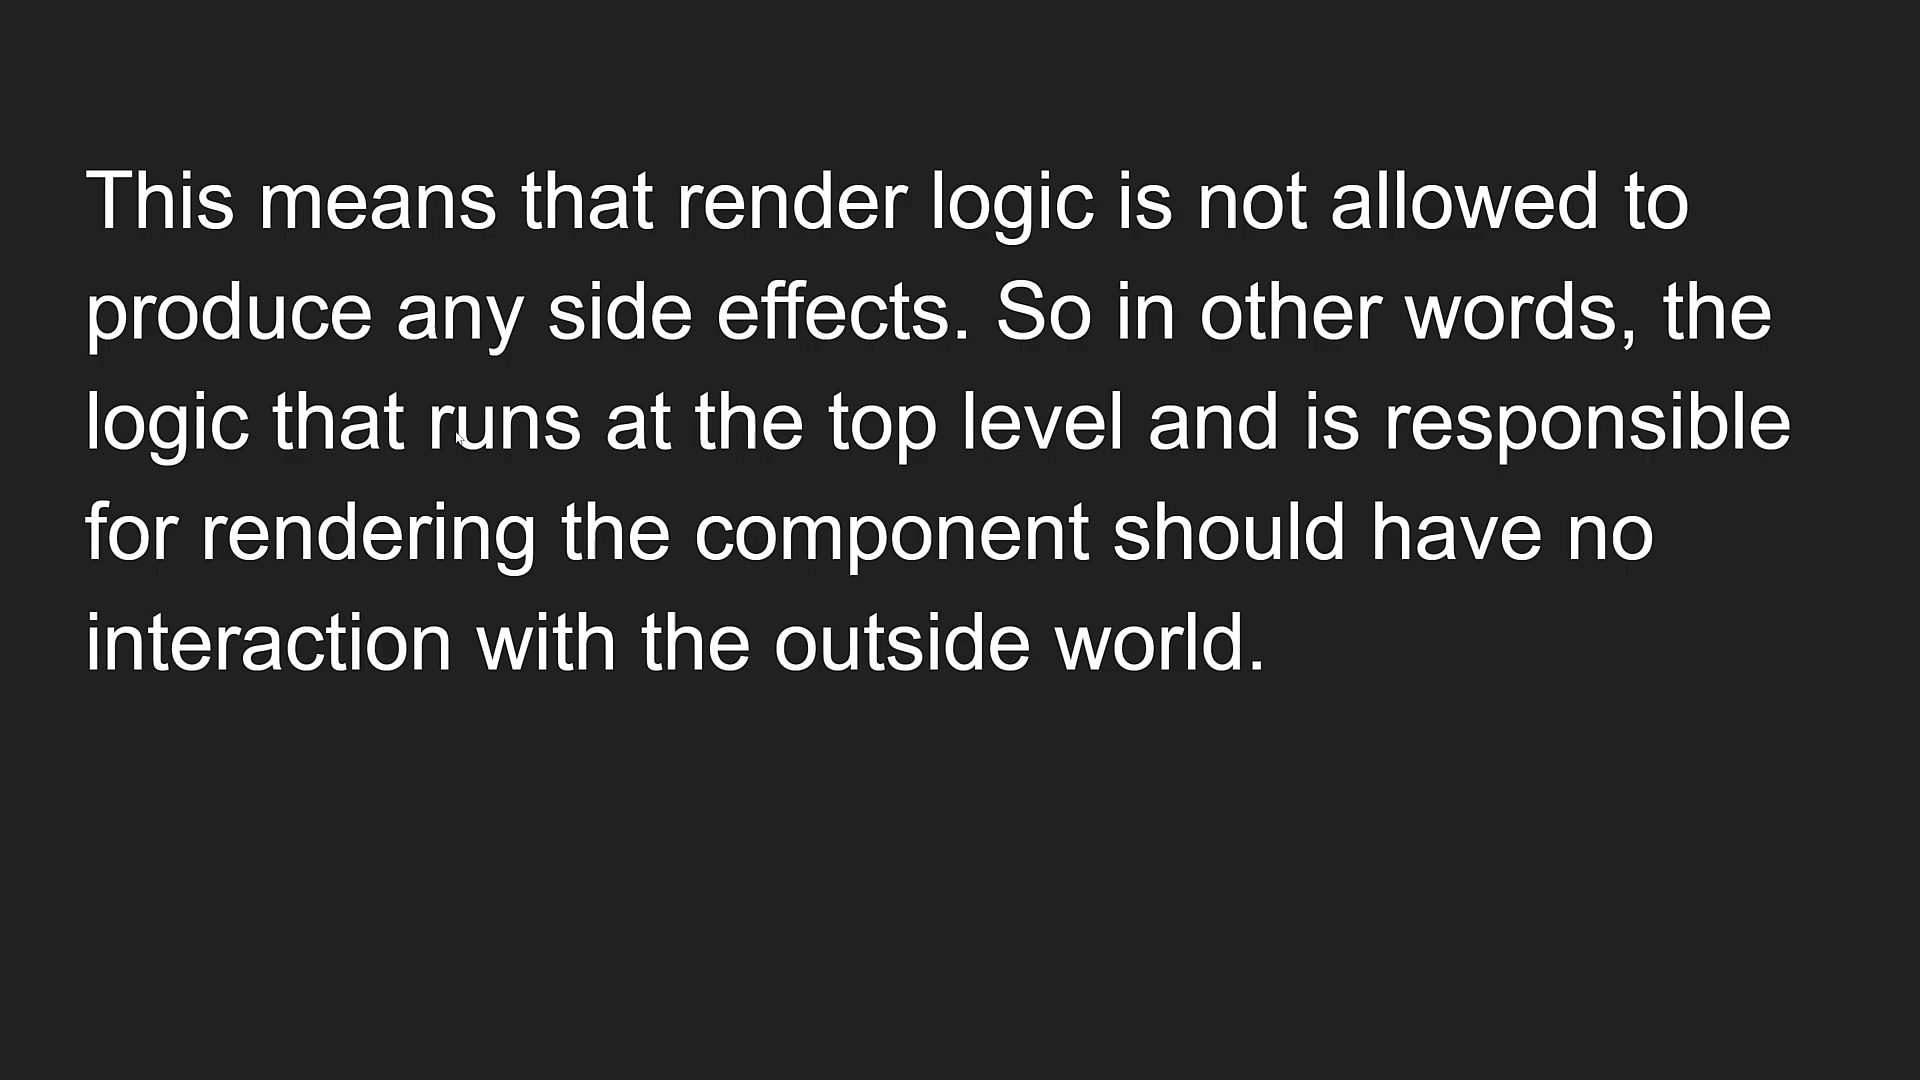 This means that render logic is not allowed to
produce any side effects. So in other words, the
logic that runs at the top level and is responsible
for rendering the component should have no
interaction with the outside world.